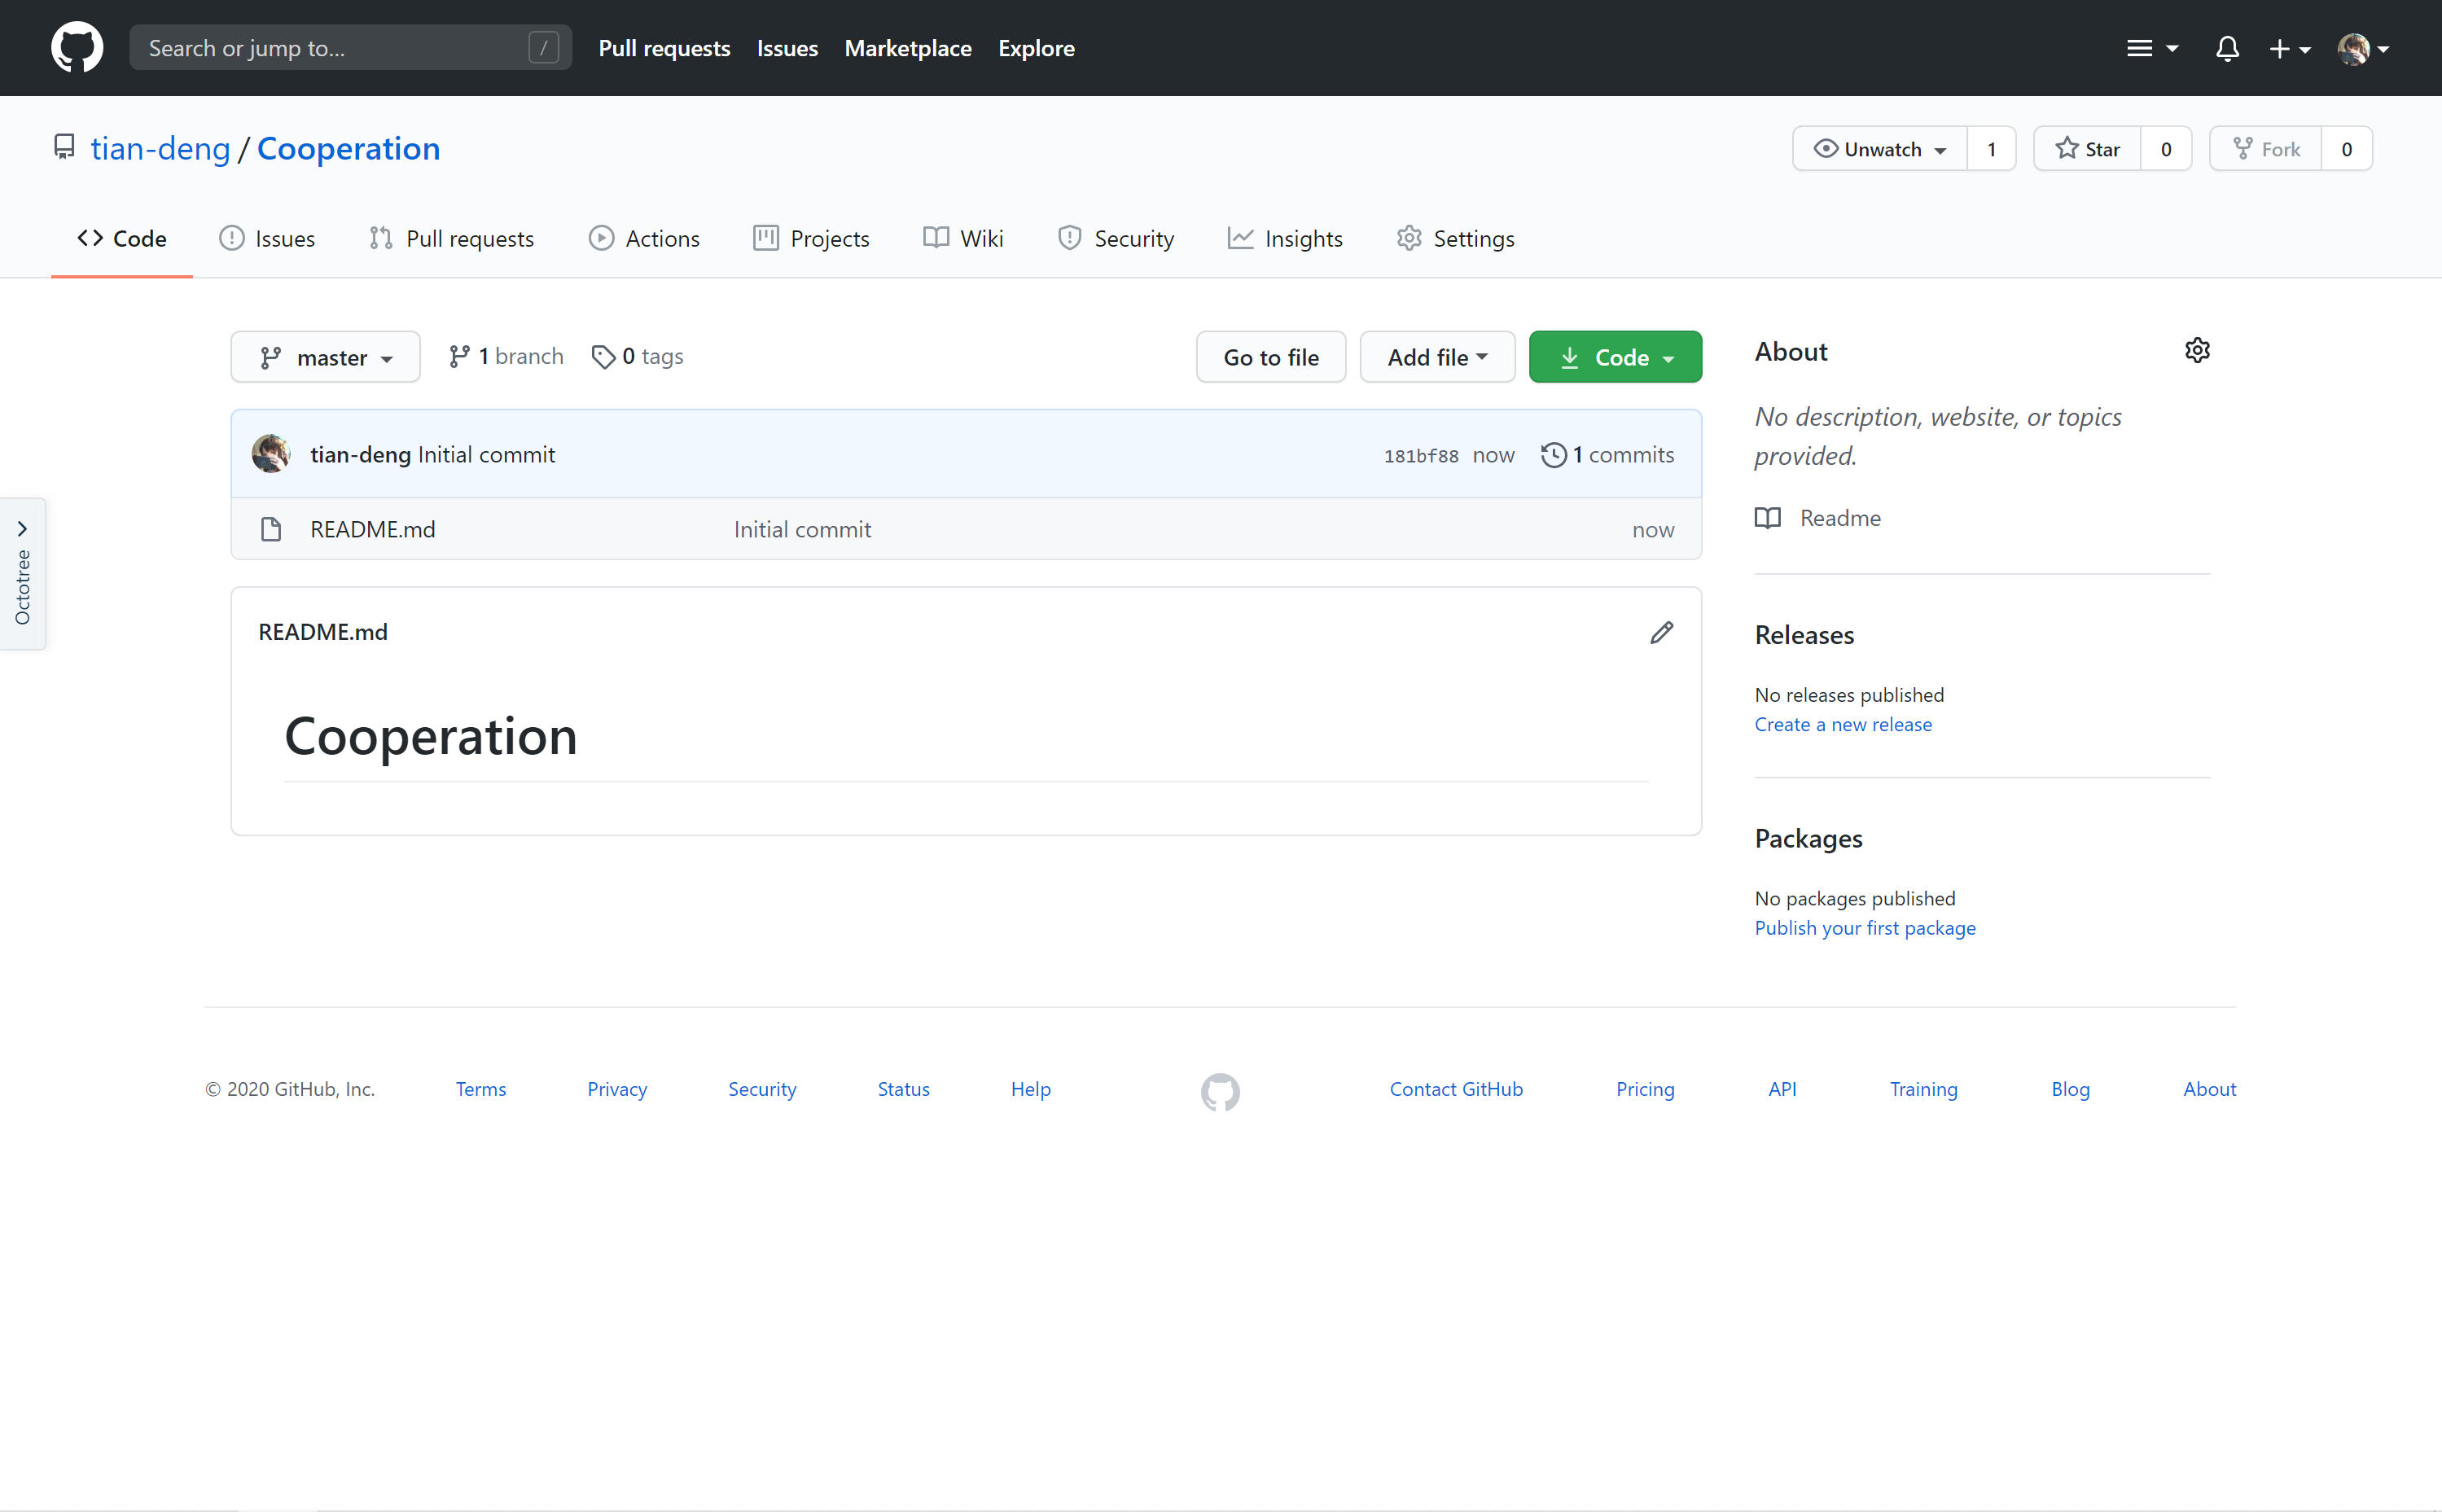 Search or jump to... / Pull requests Issues Marketplace Explore
tian-deng / Cooperation Unwatch 1 Star 0 Fork 0
Code Issues Pull requests Actions Projects Wiki Security Insights Settings
master 1 branch 0 tags Go to file Add file Code
tian-deng Initial commit 181bf88 now 1 commits
README.md Initial commit now
Octotree
README.md
Cooperation
About
No description, website, or topics
provided.
Readme
Releases
No releases published
Create a new release
Packages
No packages published
Publish your first package
© 2020 GitHub, Inc. Terms Privacy Security Status Help Contact GitHub Pricing API Training Blog About